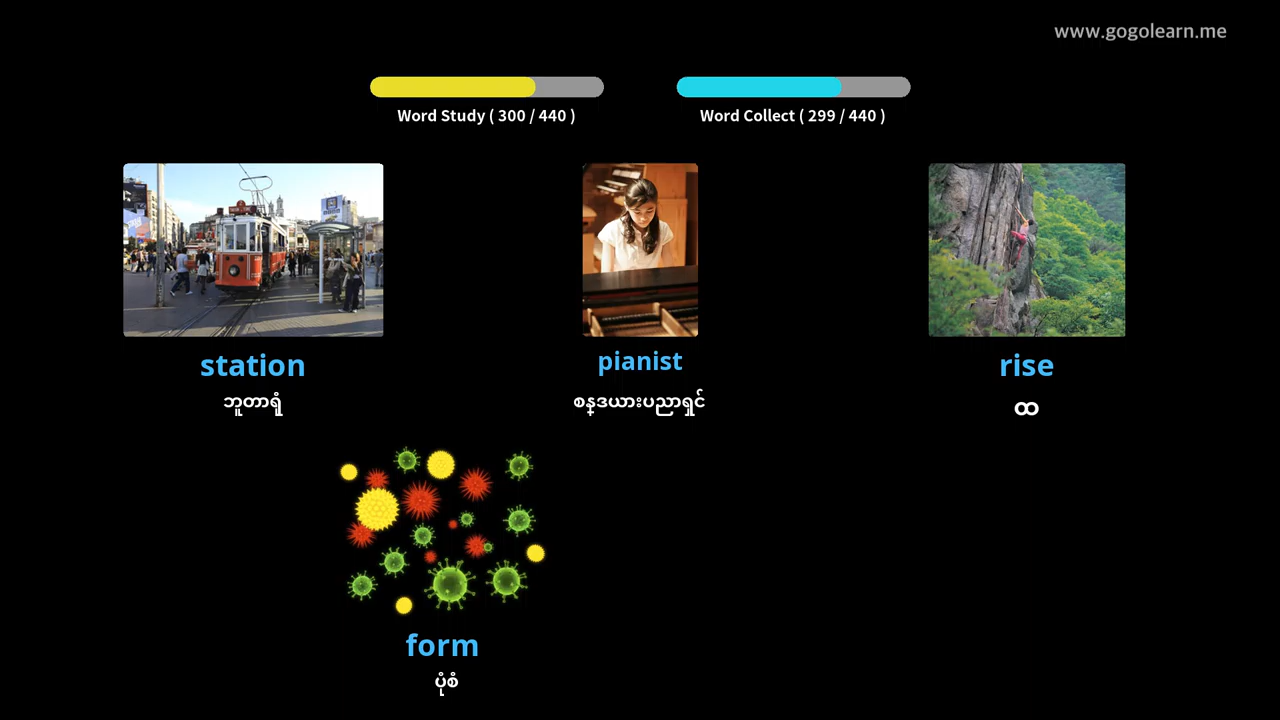 www.gogolearn.me
Word Study ( 300 / 440 )
Word Collect ( 299 / 440 )
station
pianist
rise
ဘူတာရုံ
စန္ဒယားပညာရှင်
ထ
form
ပုံစံ